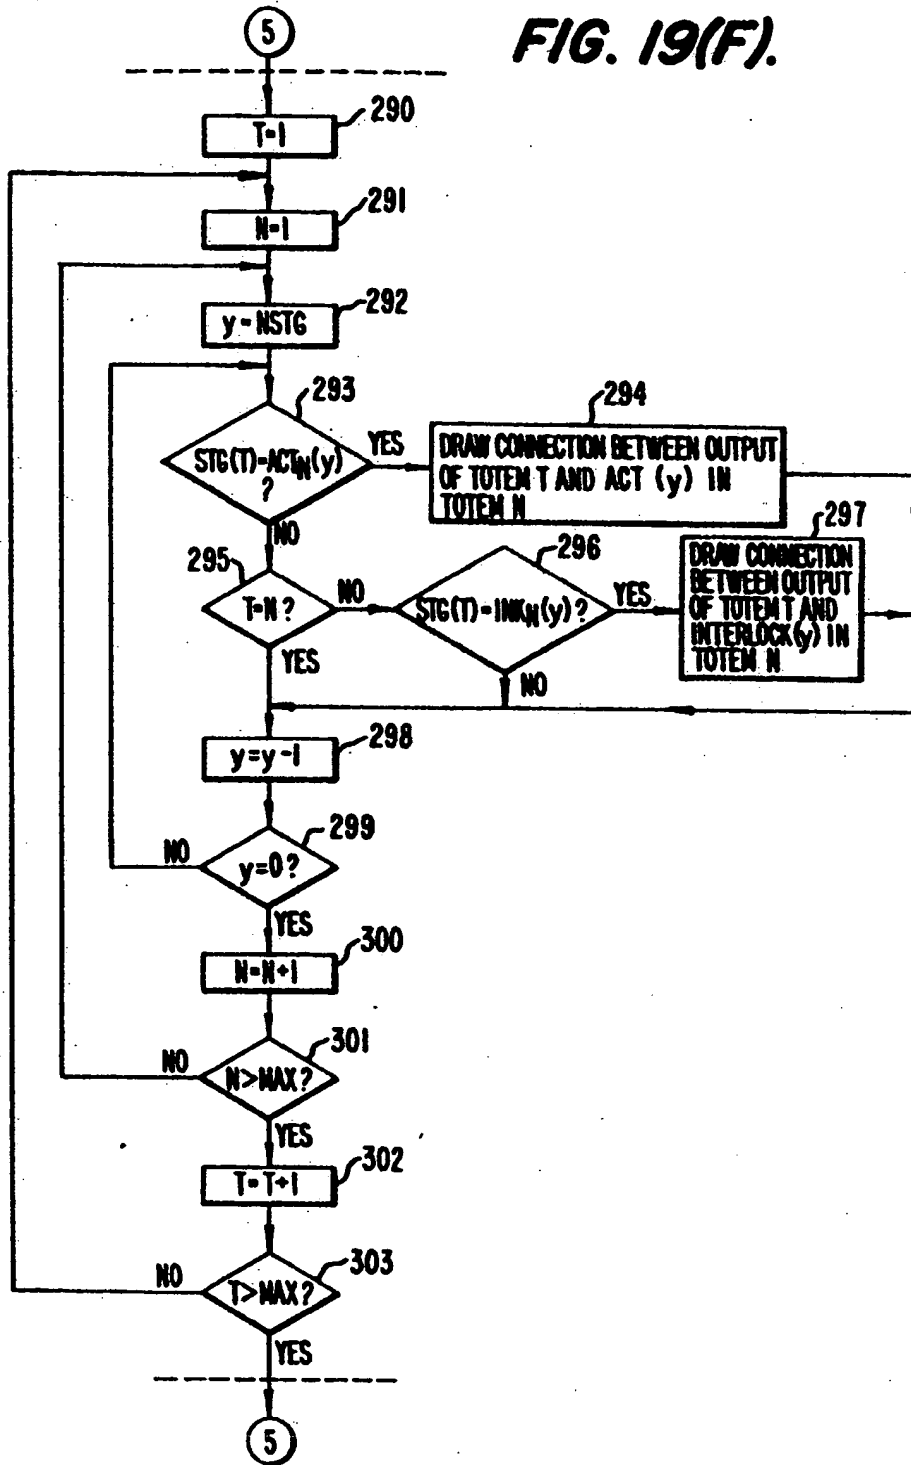 FIG. 19(F).
5
290
T=1
291
N=1
292
y=NSTG
293
STG(T)=ACTN(y)
?
YES
294
DRAW CONNECTION BETWEEN OUTPUT
OF TOTEM T AND ACT (y) IN
TOTEM N
NO
295
T=N?
NO
296
STG(T)=INKN(y)?
YES
297
DRAW CONNECTION
BETWEEN OUTPUT
OF TOTEM T AND
INTERLOCK(y) IN
TOTEM N
YES
NO
298
y=y-1
299
y=0?
NO
YES
300
N=N+1
301
N>MAX?
NO
YES
302
T=T+1
303
T>MAX?
NO
YES
5